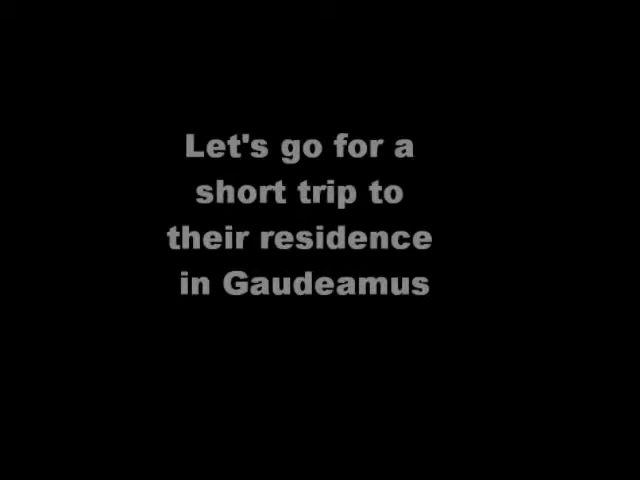 Let's go for a
short trip to
their residence
in Gaudeamus